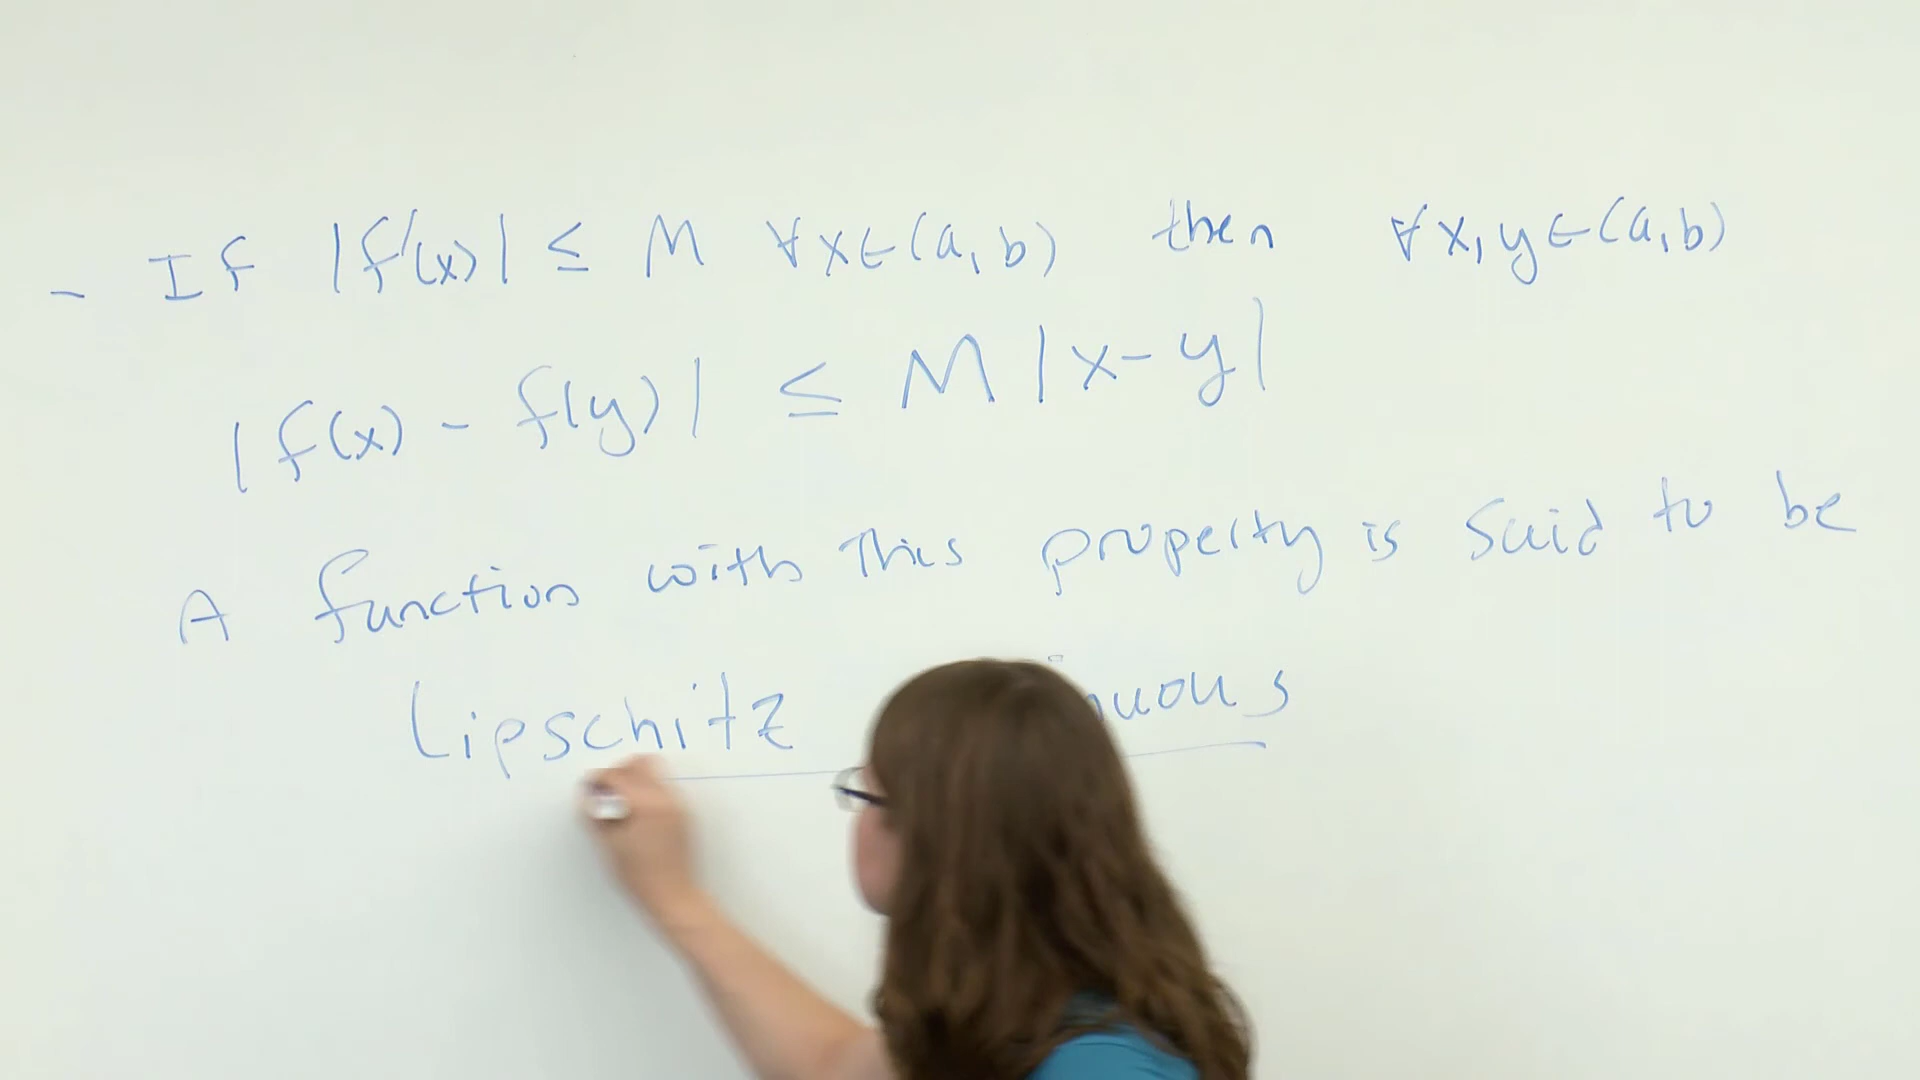 - If |f'(x)| ≤ M ∀x∈(a,b) then ∀x,y∈(a,b)
|f(x) - f(y)| ≤ M|x-y|
A function with this property is said to be
Lipschitz